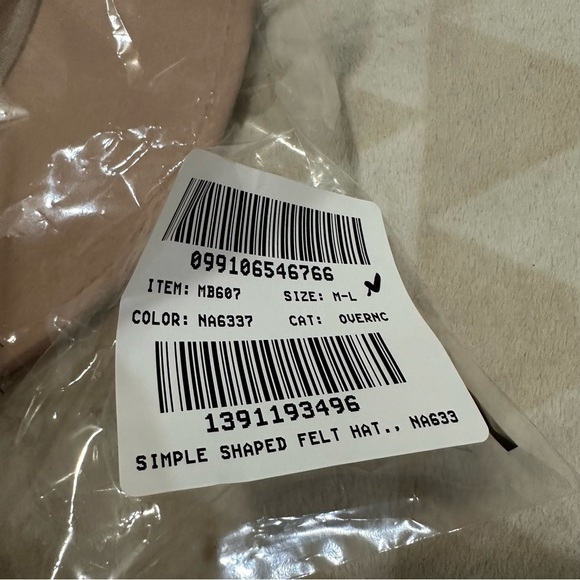 099106546766
ITEM: MB607 SIZE: M-L
COLOR: NA6337 CAT: OVERNC
1391193496
SIMPLE SHAPED FELT HAT., NA633